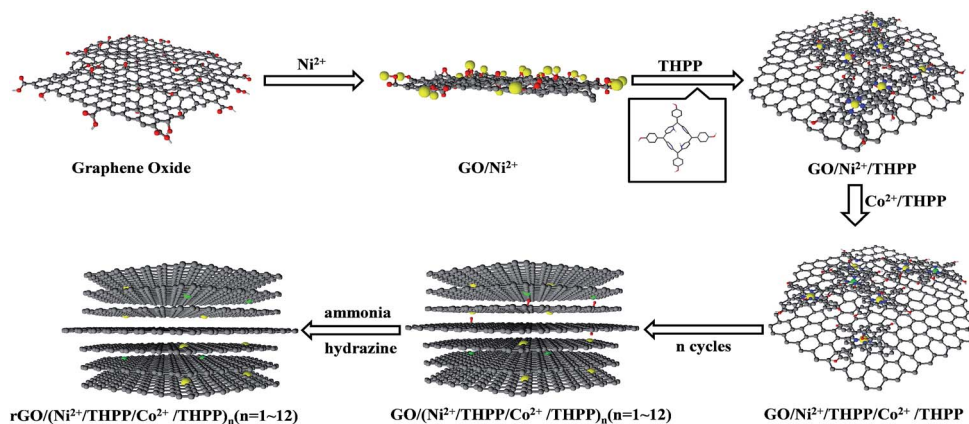 Ni²⁺
THPP
Graphene Oxide
GO/Ni²⁺
GO/Ni²⁺/THPP
Co²⁺/THPP
ammonia
hydrazine
n cycles
rGO/(Ni²⁺/THPP/Co²⁺ /THPP)ₙ(n=1~12)
GO/(Ni²⁺/THPP/Co²⁺ /THPP)ₙ(n=1~12)
GO/Ni²⁺/THPP/Co²⁺ /THPP